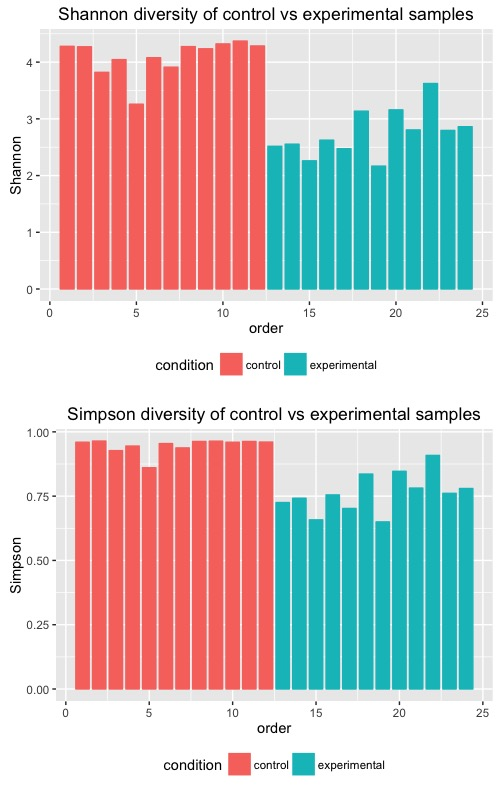 Shannon diversity of control vs experimental samples
4
3
2
1
0
Shannon
0 5 10 15 20 25
order
condition control experimental
Simpson diversity of control vs experimental samples
1.00
0.75
0.50
0.25
0.00
Simpson
0 5 10 15 20 25
order
condition control experimental